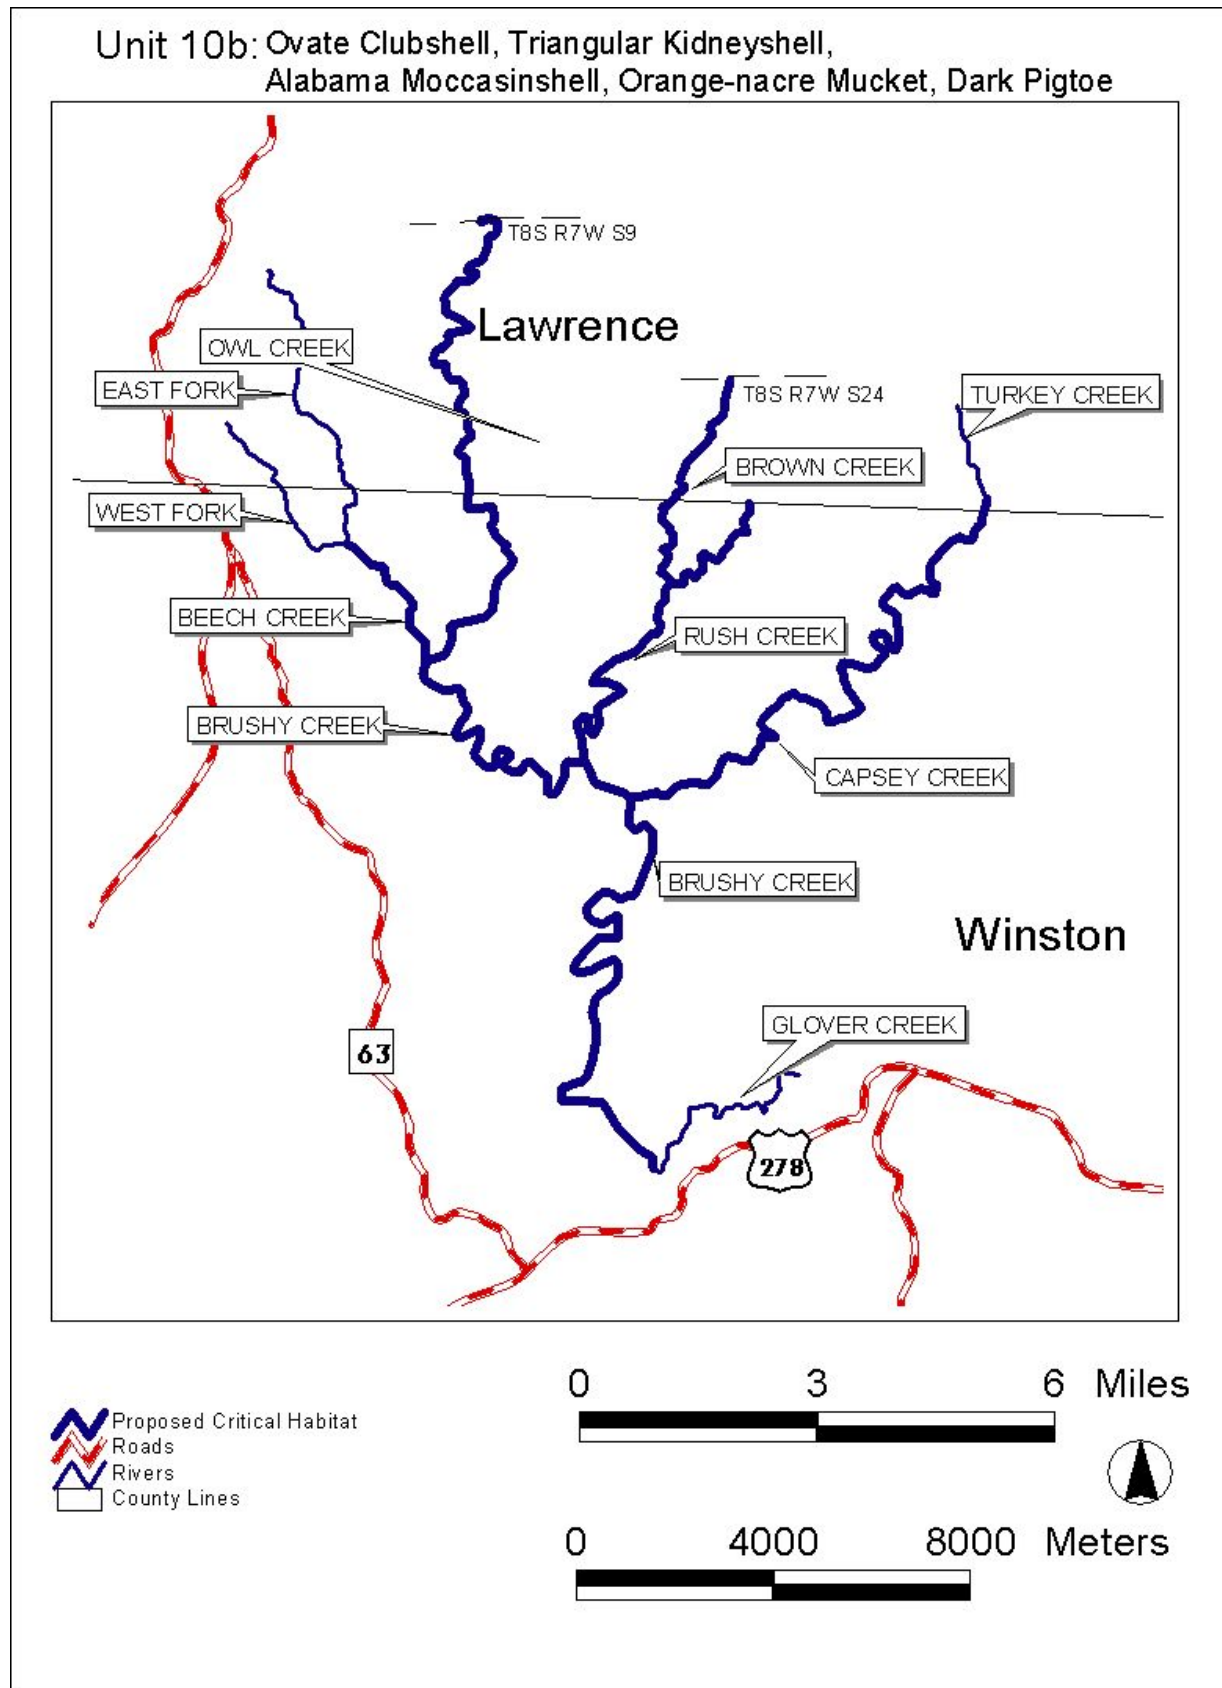 Unit 10b: Ovate Clubshell, Triangular Kidneyshell,
Alabama Moccasinshell, Orange-nacre Mucket, Dark Pigtoe
T8S R7W S9
Lawrence
OWL CREEK
EAST FORK
T8S R7W S24
TURKEY CREEK
BROWN CREEK
WEST FORK
BEECH CREEK
RUSH CREEK
BRUSHY CREEK
CAPSEY CREEK
BRUSHY CREEK
Winston
GLOVER CREEK
63
278
0 3 6 Miles
Proposed Critical Habitat
Roads
Rivers
County Lines
0 4000 8000 Meters